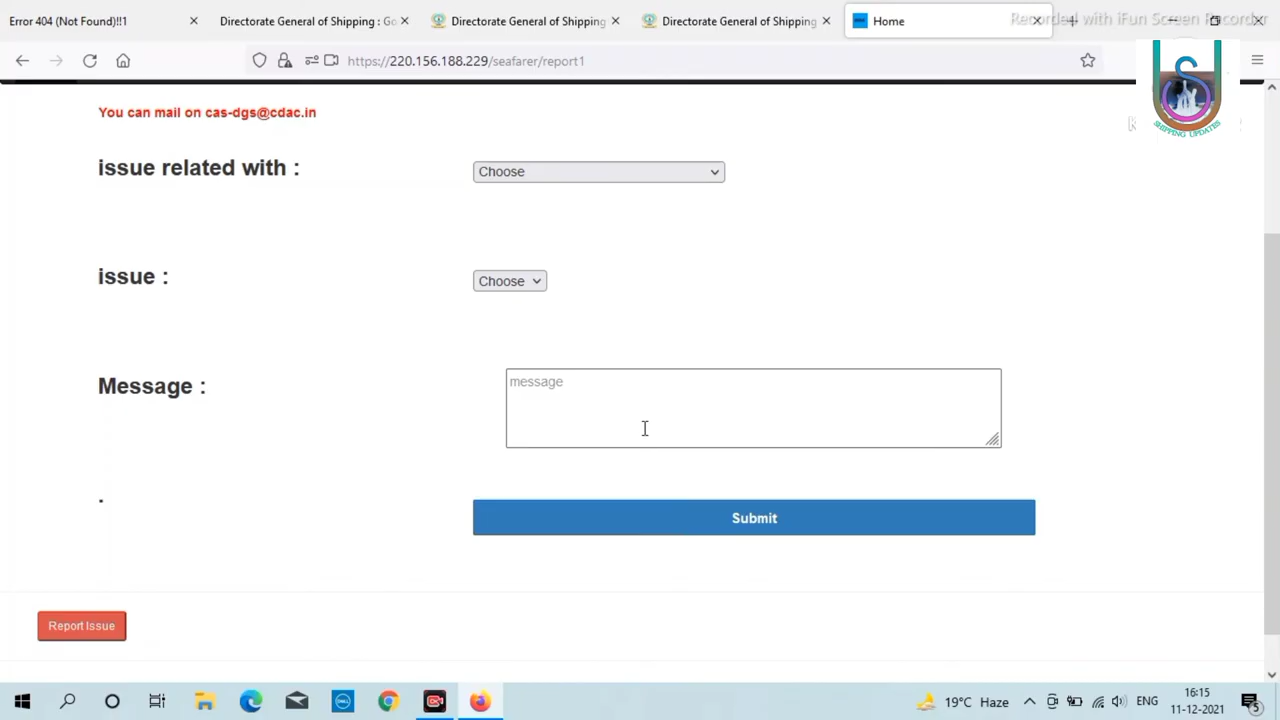 Error 404 (Not Found)!!1
Directorate General of Shipping : Go
Directorate General of Shipping
Directorate General of Shipping
Home
Recorded with iFun Screen Recorder
https://220.156.188.229/seafarer/report1
SHIPPING UPDATES
You can mail on cas-dgs@cdac.in
issue related with :
Choose
issue :
Choose
Message :
message
.
Submit
Report Issue
19°C Haze
ENG
16:15
11-12-2021
5